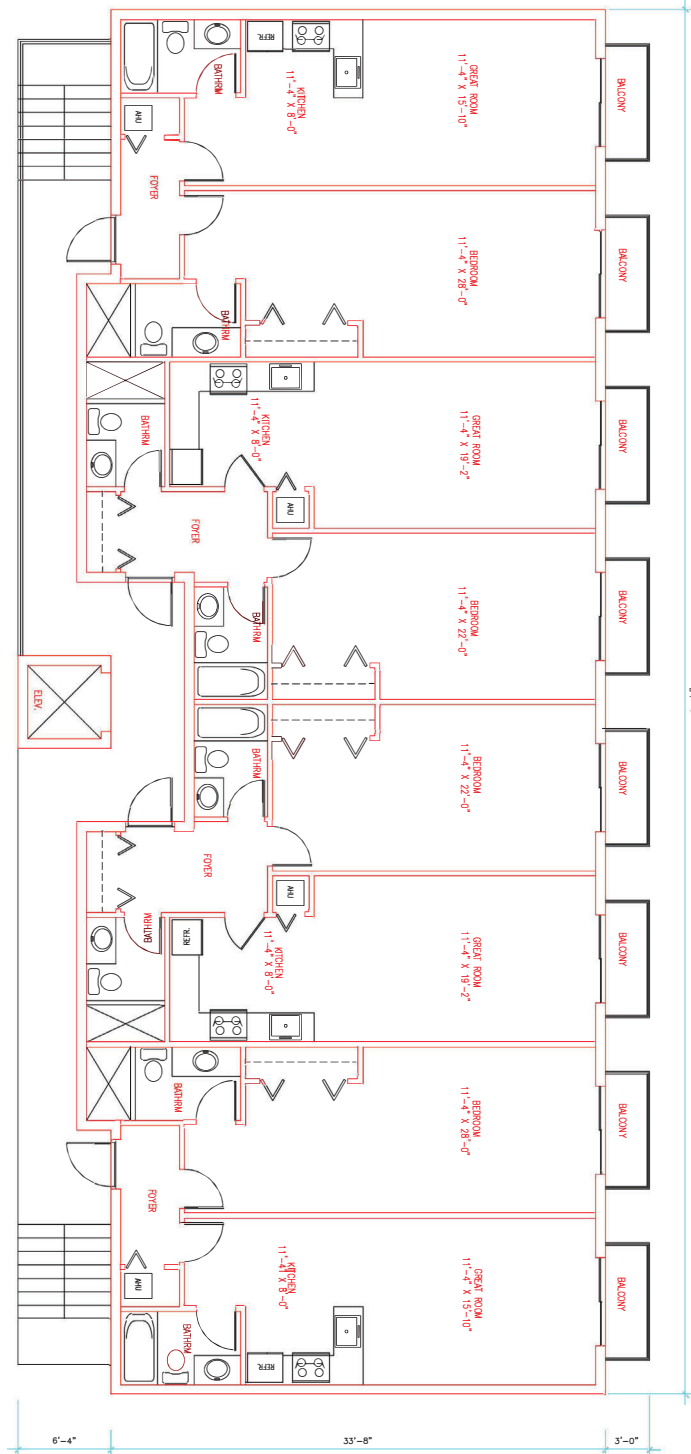 BALCONY
GREAT ROOM
11'-4" X 15'-10"
REFR.
KITCHEN
11'-4" X 8'-0"
BATHRM
AHU
FOYER
BALCONY
BEDROOM
11'-4" X 28'-0"
BATHRM
BALCONY
GREAT ROOM
11'-4" X 19'-2"
KITCHEN
11'-4" X 8'-0"
BATHRM
AHU
FOYER
BALCONY
BEDROOM
11'-4" X 22'-0"
BATHRM
ELEV.
BALCONY
BEDROOM
11'-4" X 22'-0"
BATHRM
FOYER
BALCONY
GREAT ROOM
11'-4" X 19'-2"
AHU
KITCHEN
11'-4" X 8'-0"
REFR.
BATHRM
BALCONY
BEDROOM
11'-4" X 28'-0"
BATHRM
FOYER
BALCONY
GREAT ROOM
11'-4" X 15'-10"
KITCHEN
11'-4] X 8'-0"
AHU
BATHRM
REFR.
6'-4"
33'-8"
3'-0"